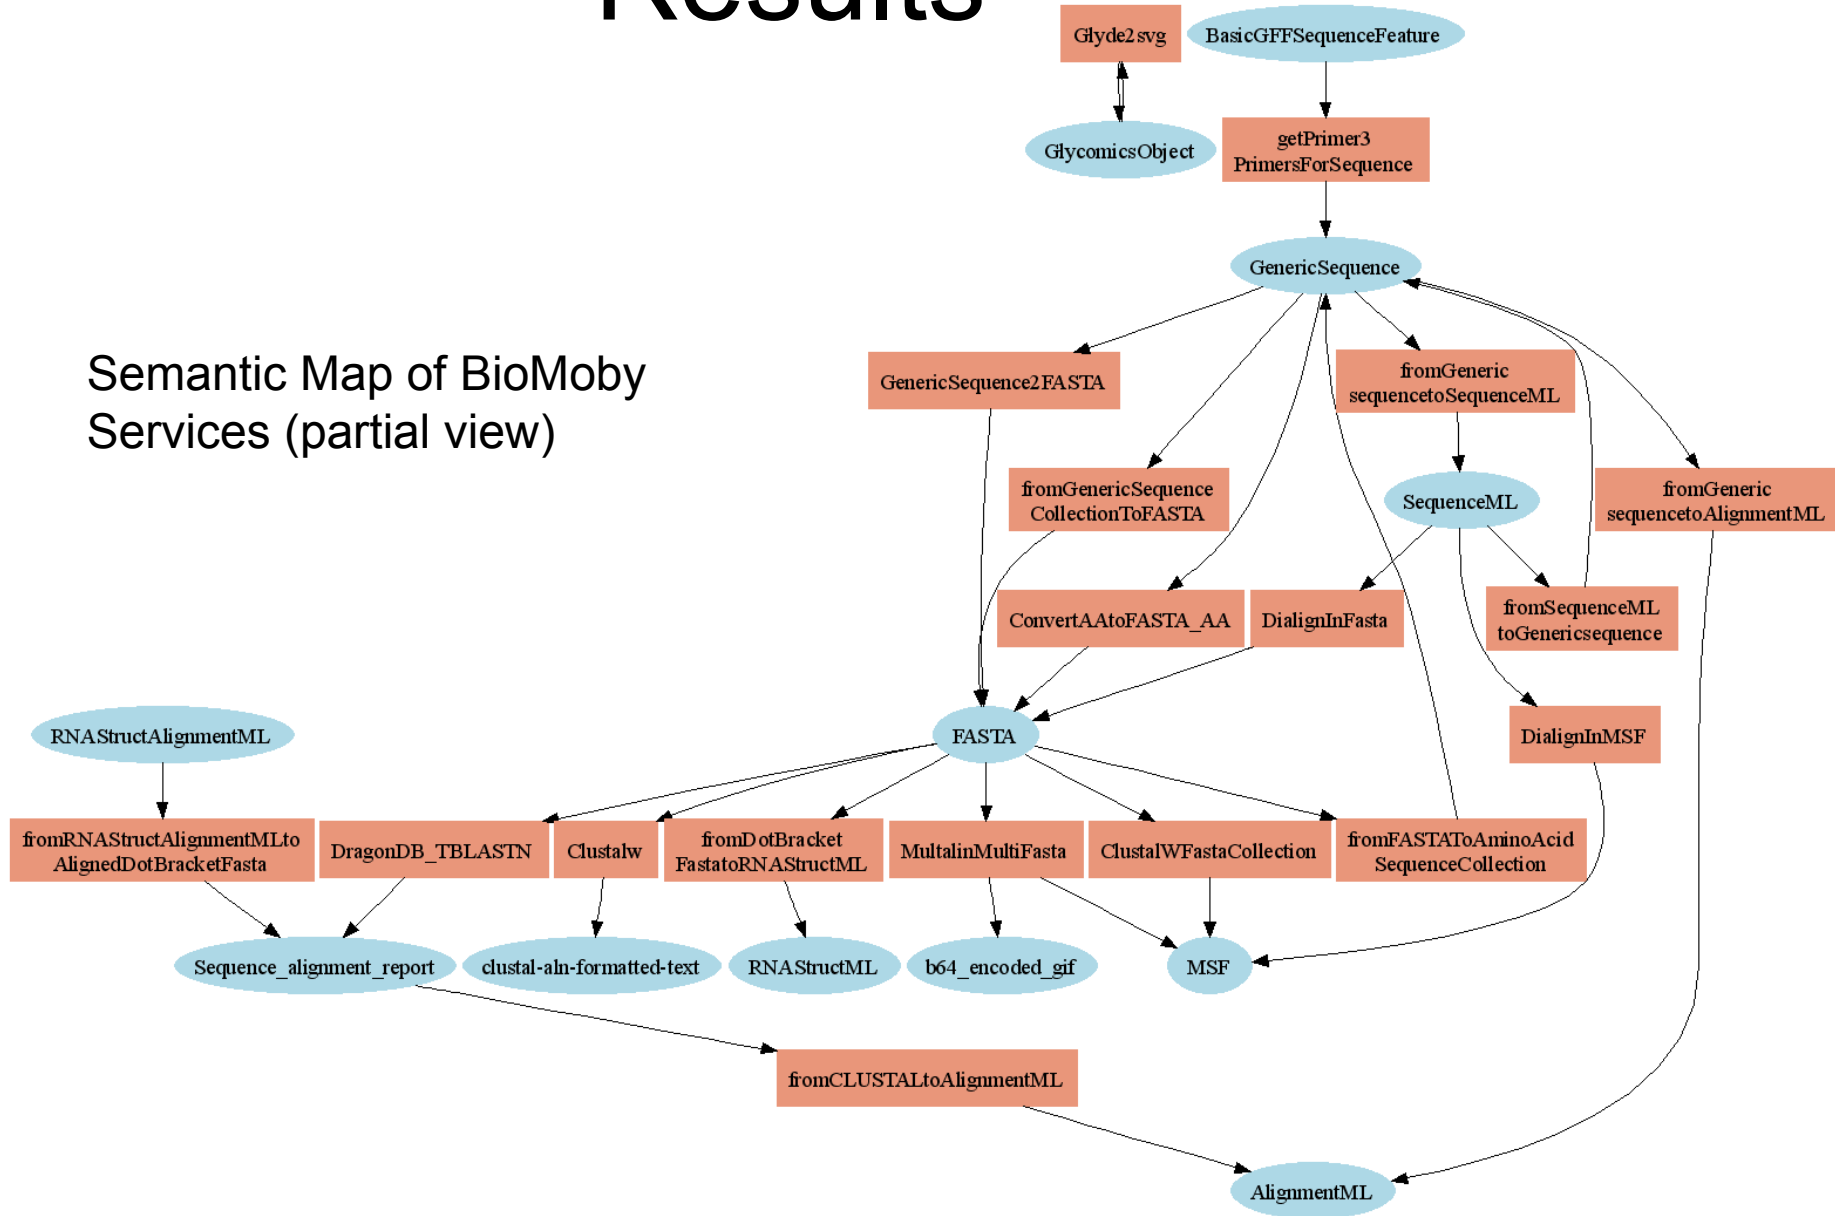 Results
Glyde2svg
BasicGFFSequenceFeature
GlycomicsObject
getPrimer3
PrimersForSequence
GenericSequence
Semantic Map of BioMoby
Services (partial view)
GenericSequence2FASTA
fromGeneric
sequencetoSequenceML
fromGenericSequence
CollectionToFASTA
SequenceML
fromGeneric
sequencetoAlignmentML
ConvertAAtoFASTA_AA
DialignInFasta
fromSequenceML
toGenericsequence
RNAStructAlignmentML
FASTA
DialignInMSF
fromRNAStructAlignmentMLto
AlignedDotBracketFasta
DragonDB_TBLASTN
Clustalw
fromDotBracket
FastatoRNAStructML
MultalinMultiFasta
ClustalWFastaCollection
fromFASTAToAminoAcid
SequenceCollection
Sequence_alignment_report
clustal-aln-formatted-text
RNAStructML
b64_encoded_gif
MSF
fromCLUSTALtoAlignmentML
AlignmentML